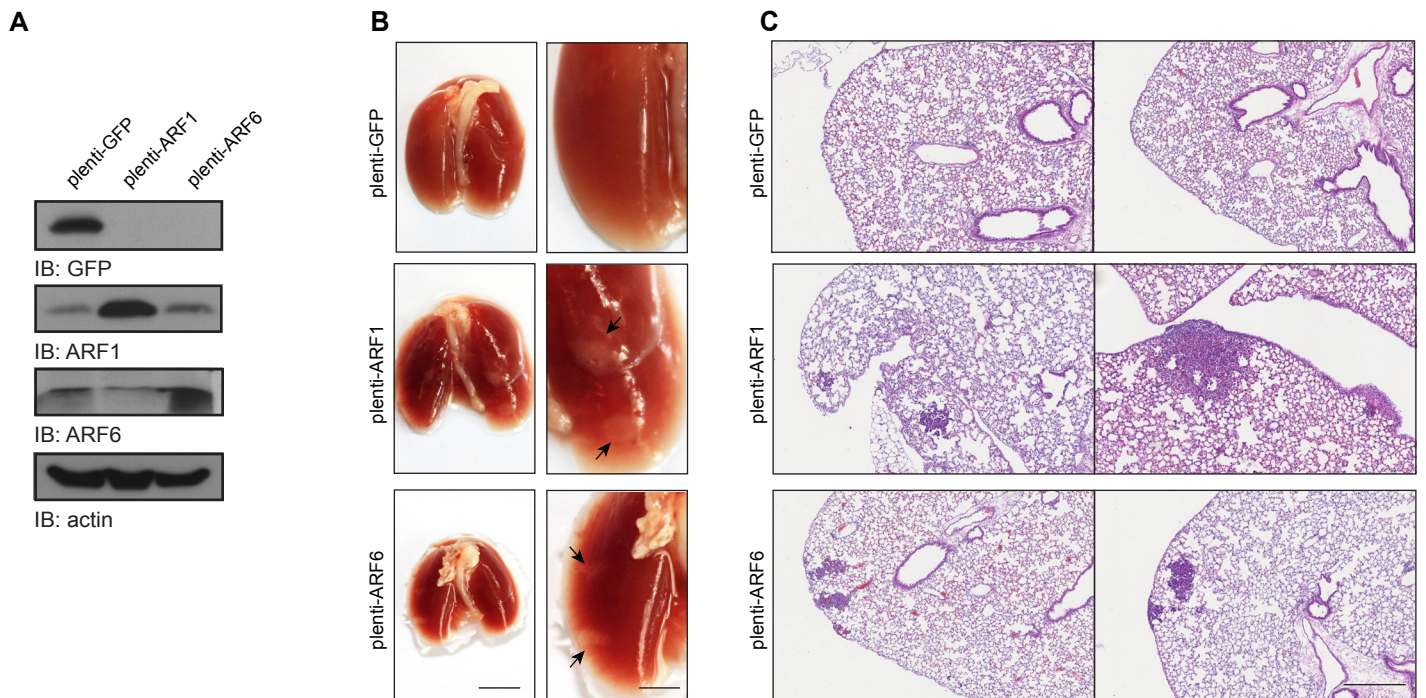 A
plenti-GFP
plenti-ARF1
plenti-ARF6
IB: GFP
IB: ARF1
IB: ARF6
IB: actin
B
plenti-GFP
plenti-ARF1
plenti-ARF6
C
plenti-GFP
plenti-ARF1
plenti-ARF6